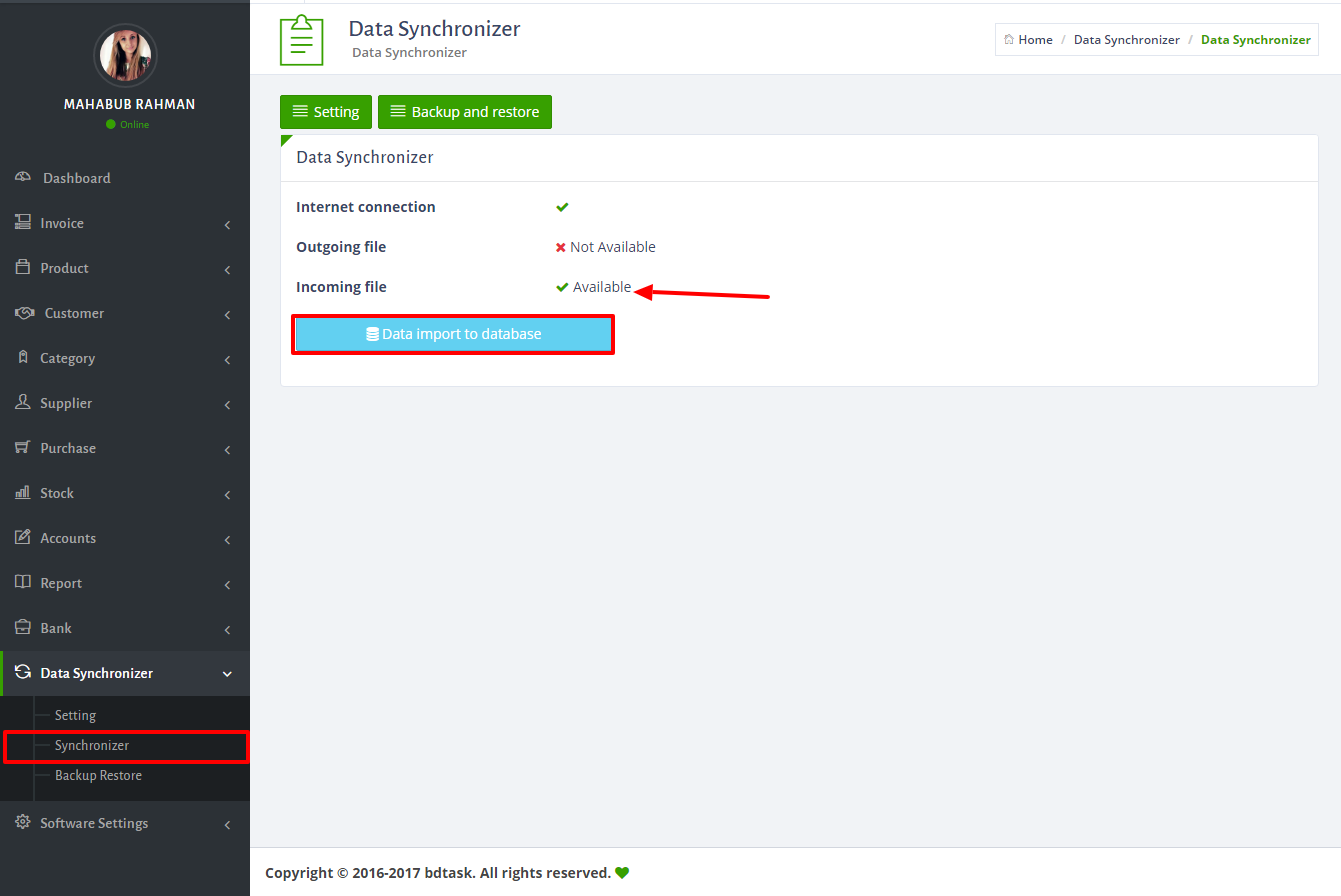 MAHABUB RAHMAN
Online
Dashboard
Invoice
Product
Customer
Category
Supplier
Purchase
Stock
Accounts
Report
Bank
Data Synchronizer
Setting
Synchronizer
Backup Restore
Software Settings
Data Synchronizer
Data Synchronizer
Home / Data Synchronizer / Data Synchronizer
Setting
Backup and restore
Data Synchronizer
Internet connection
Outgoing file Not Available
Incoming file Available
Data import to database
Copyright © 2016-2017 bdtask. All rights reserved.